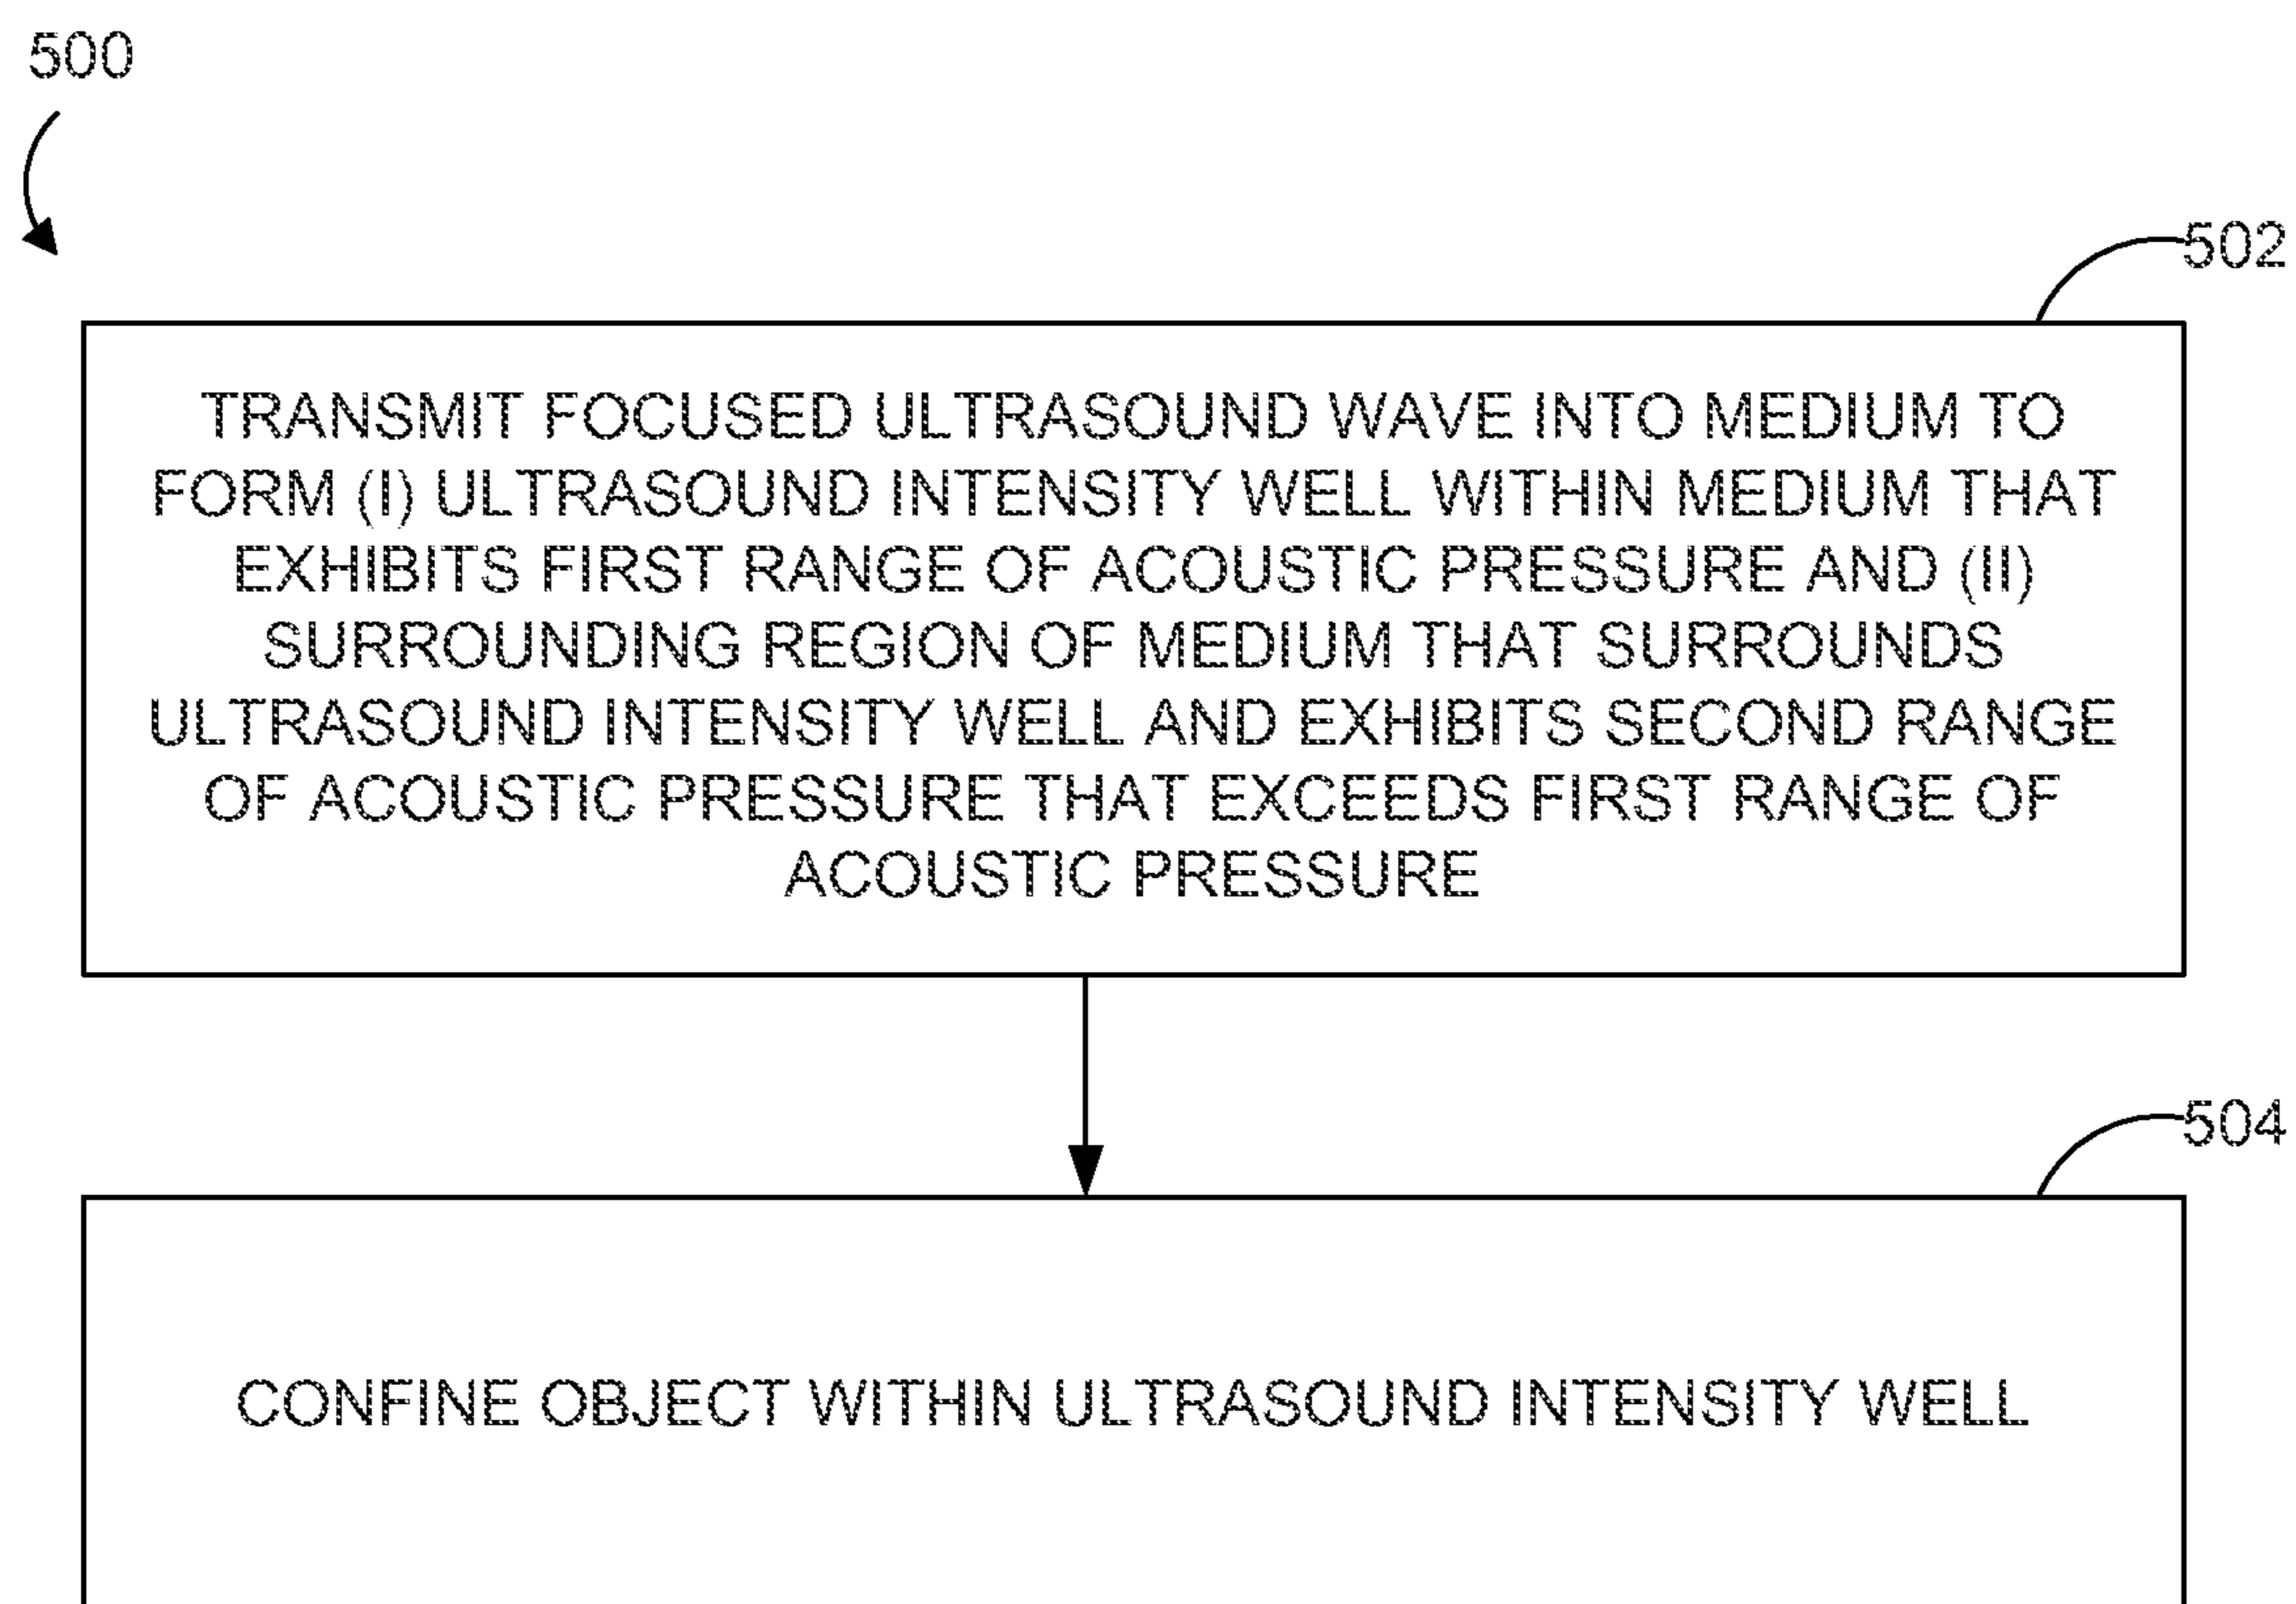 500
502
TRANSMIT FOCUSED ULTRASOUND WAVE INTO MEDIUM TO
FORM (I) ULTRASOUND INTENSITY WELL WITHIN MEDIUM THAT
EXHIBITS FIRST RANGE OF ACOUSTIC PRESSURE AND (II)
SURROUNDING REGION OF MEDIUM THAT SURROUNDS
ULTRASOUND INTENSITY WELL AND EXHIBITS SECOND RANGE
OF ACOUSTIC PRESSURE THAT EXCEEDS FIRST RANGE OF
ACOUSTIC PRESSURE
504
CONFINE OBJECT WITHIN ULTRASOUND INTENSITY WELL